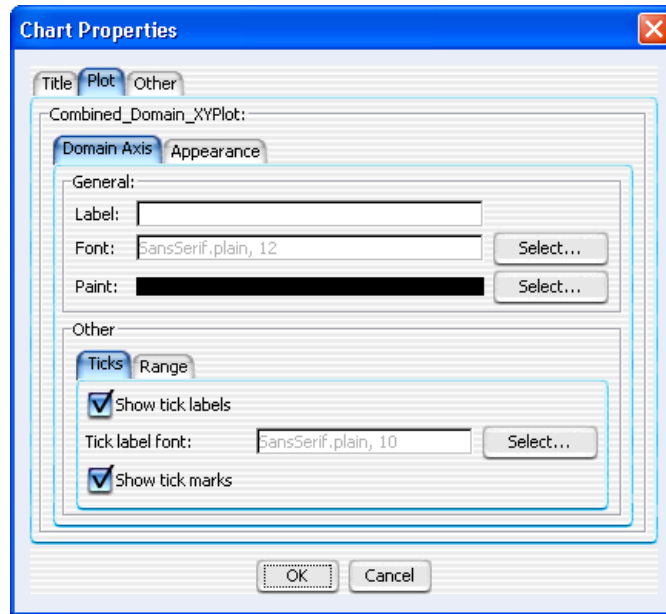 Chart Properties
Title Plot Other
Combined_Domain_XYPlot:
Domain Axis Appearance
General:
Label:
Font: SansSerif.plain, 12 Select...
Paint: Select...
Other
Ticks Range
Show tick labels
Tick label font: SansSerif.plain, 10 Select...
Show tick marks
OK Cancel